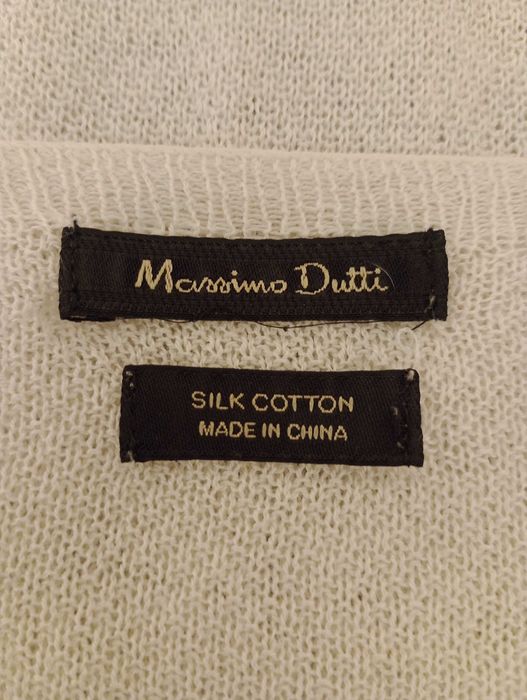 Massimo Dutti
SILK COTTON
MADE IN CHINA